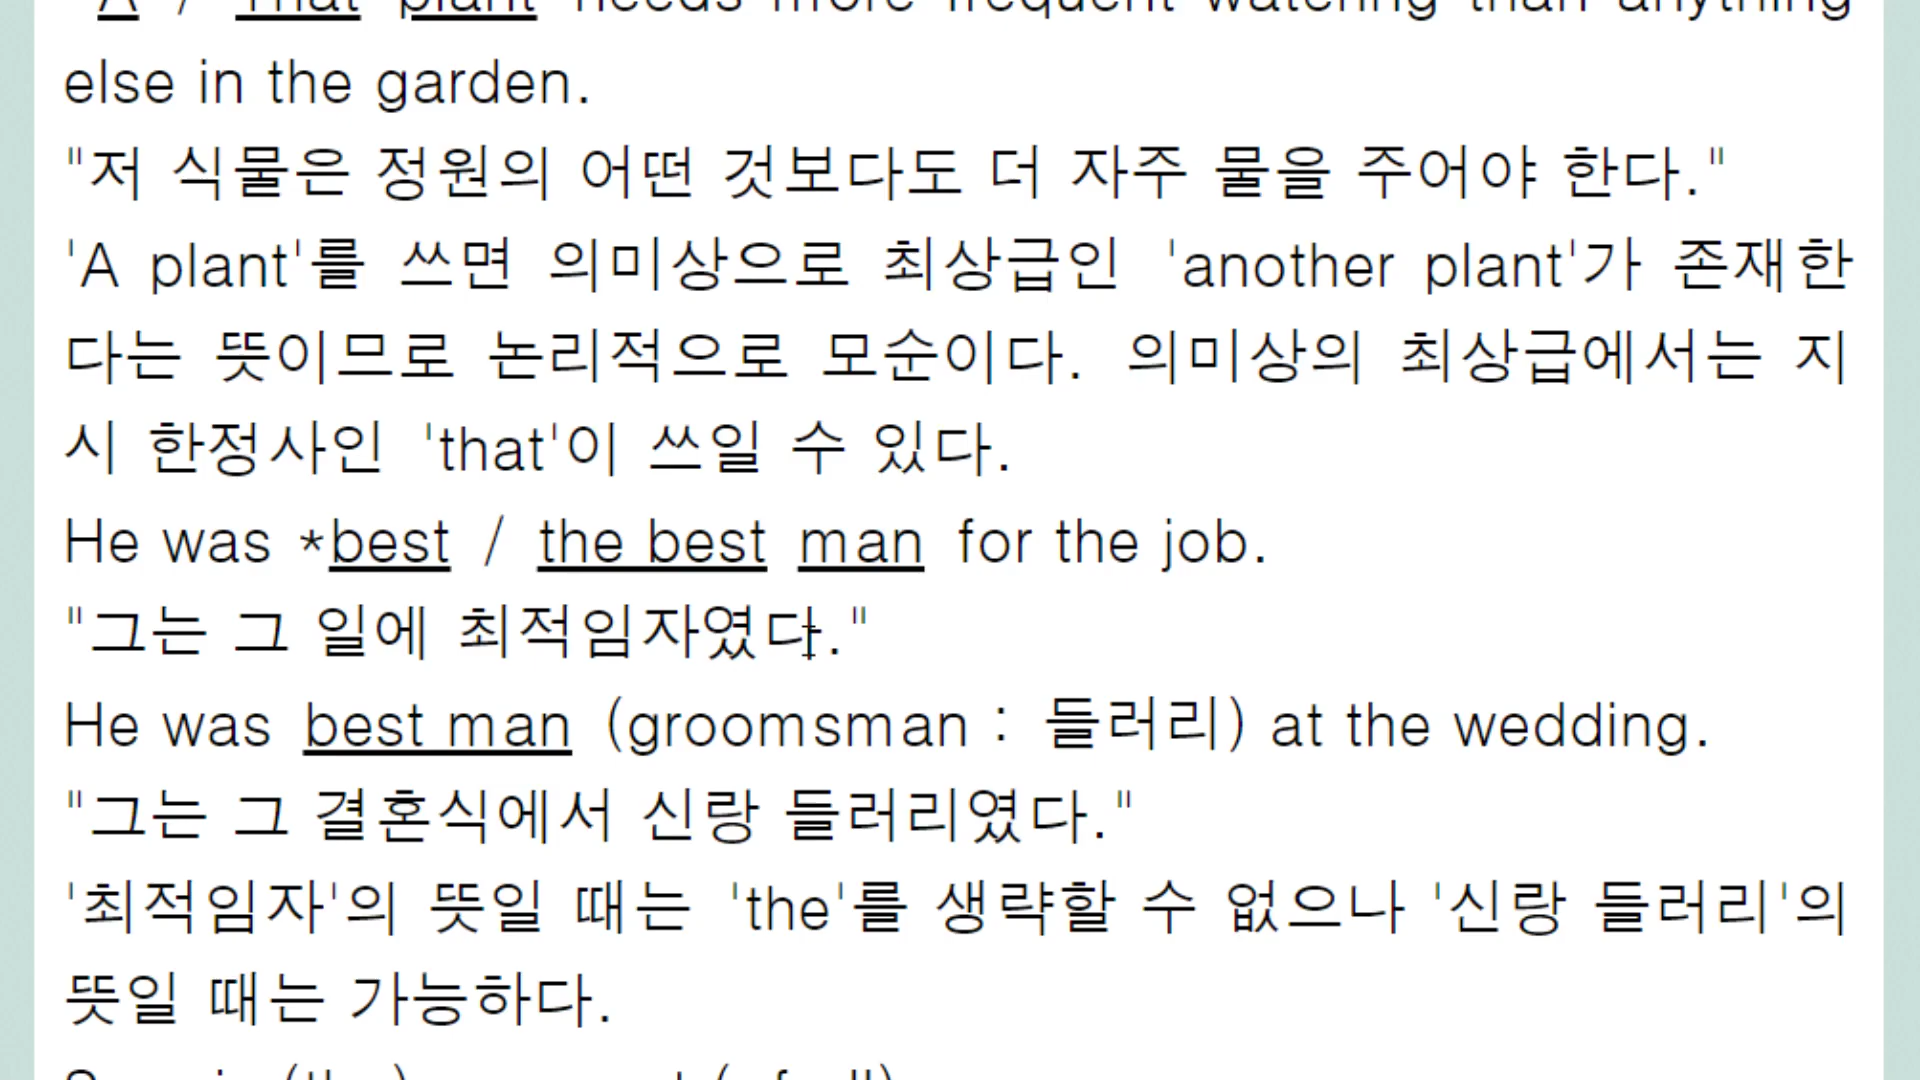 A / That plant needs more frequent watering than anything
else in the garden.
"저 식물은 정원의 어떤 것보다도 더 자주 물을 주어야 한다."
'A plant'를 쓰면 의미상으로 최상급인 'another plant'가 존재한
다는 뜻이므로 논리적으로 모순이다. 의미상의 최상급에서는 지
시 한정사인 'that'이 쓰일 수 있다.
He was *best / the best man for the job.
"그는 그 일에 최적임자였다."
He was best man (groomsman : 들러리) at the wedding.
"그는 그 결혼식에서 신랑 들러리였다."
'최적임자'의 뜻일 때는 'the'를 생략할 수 없으나 '신랑 들러리'의
뜻일 때는 가능하다.